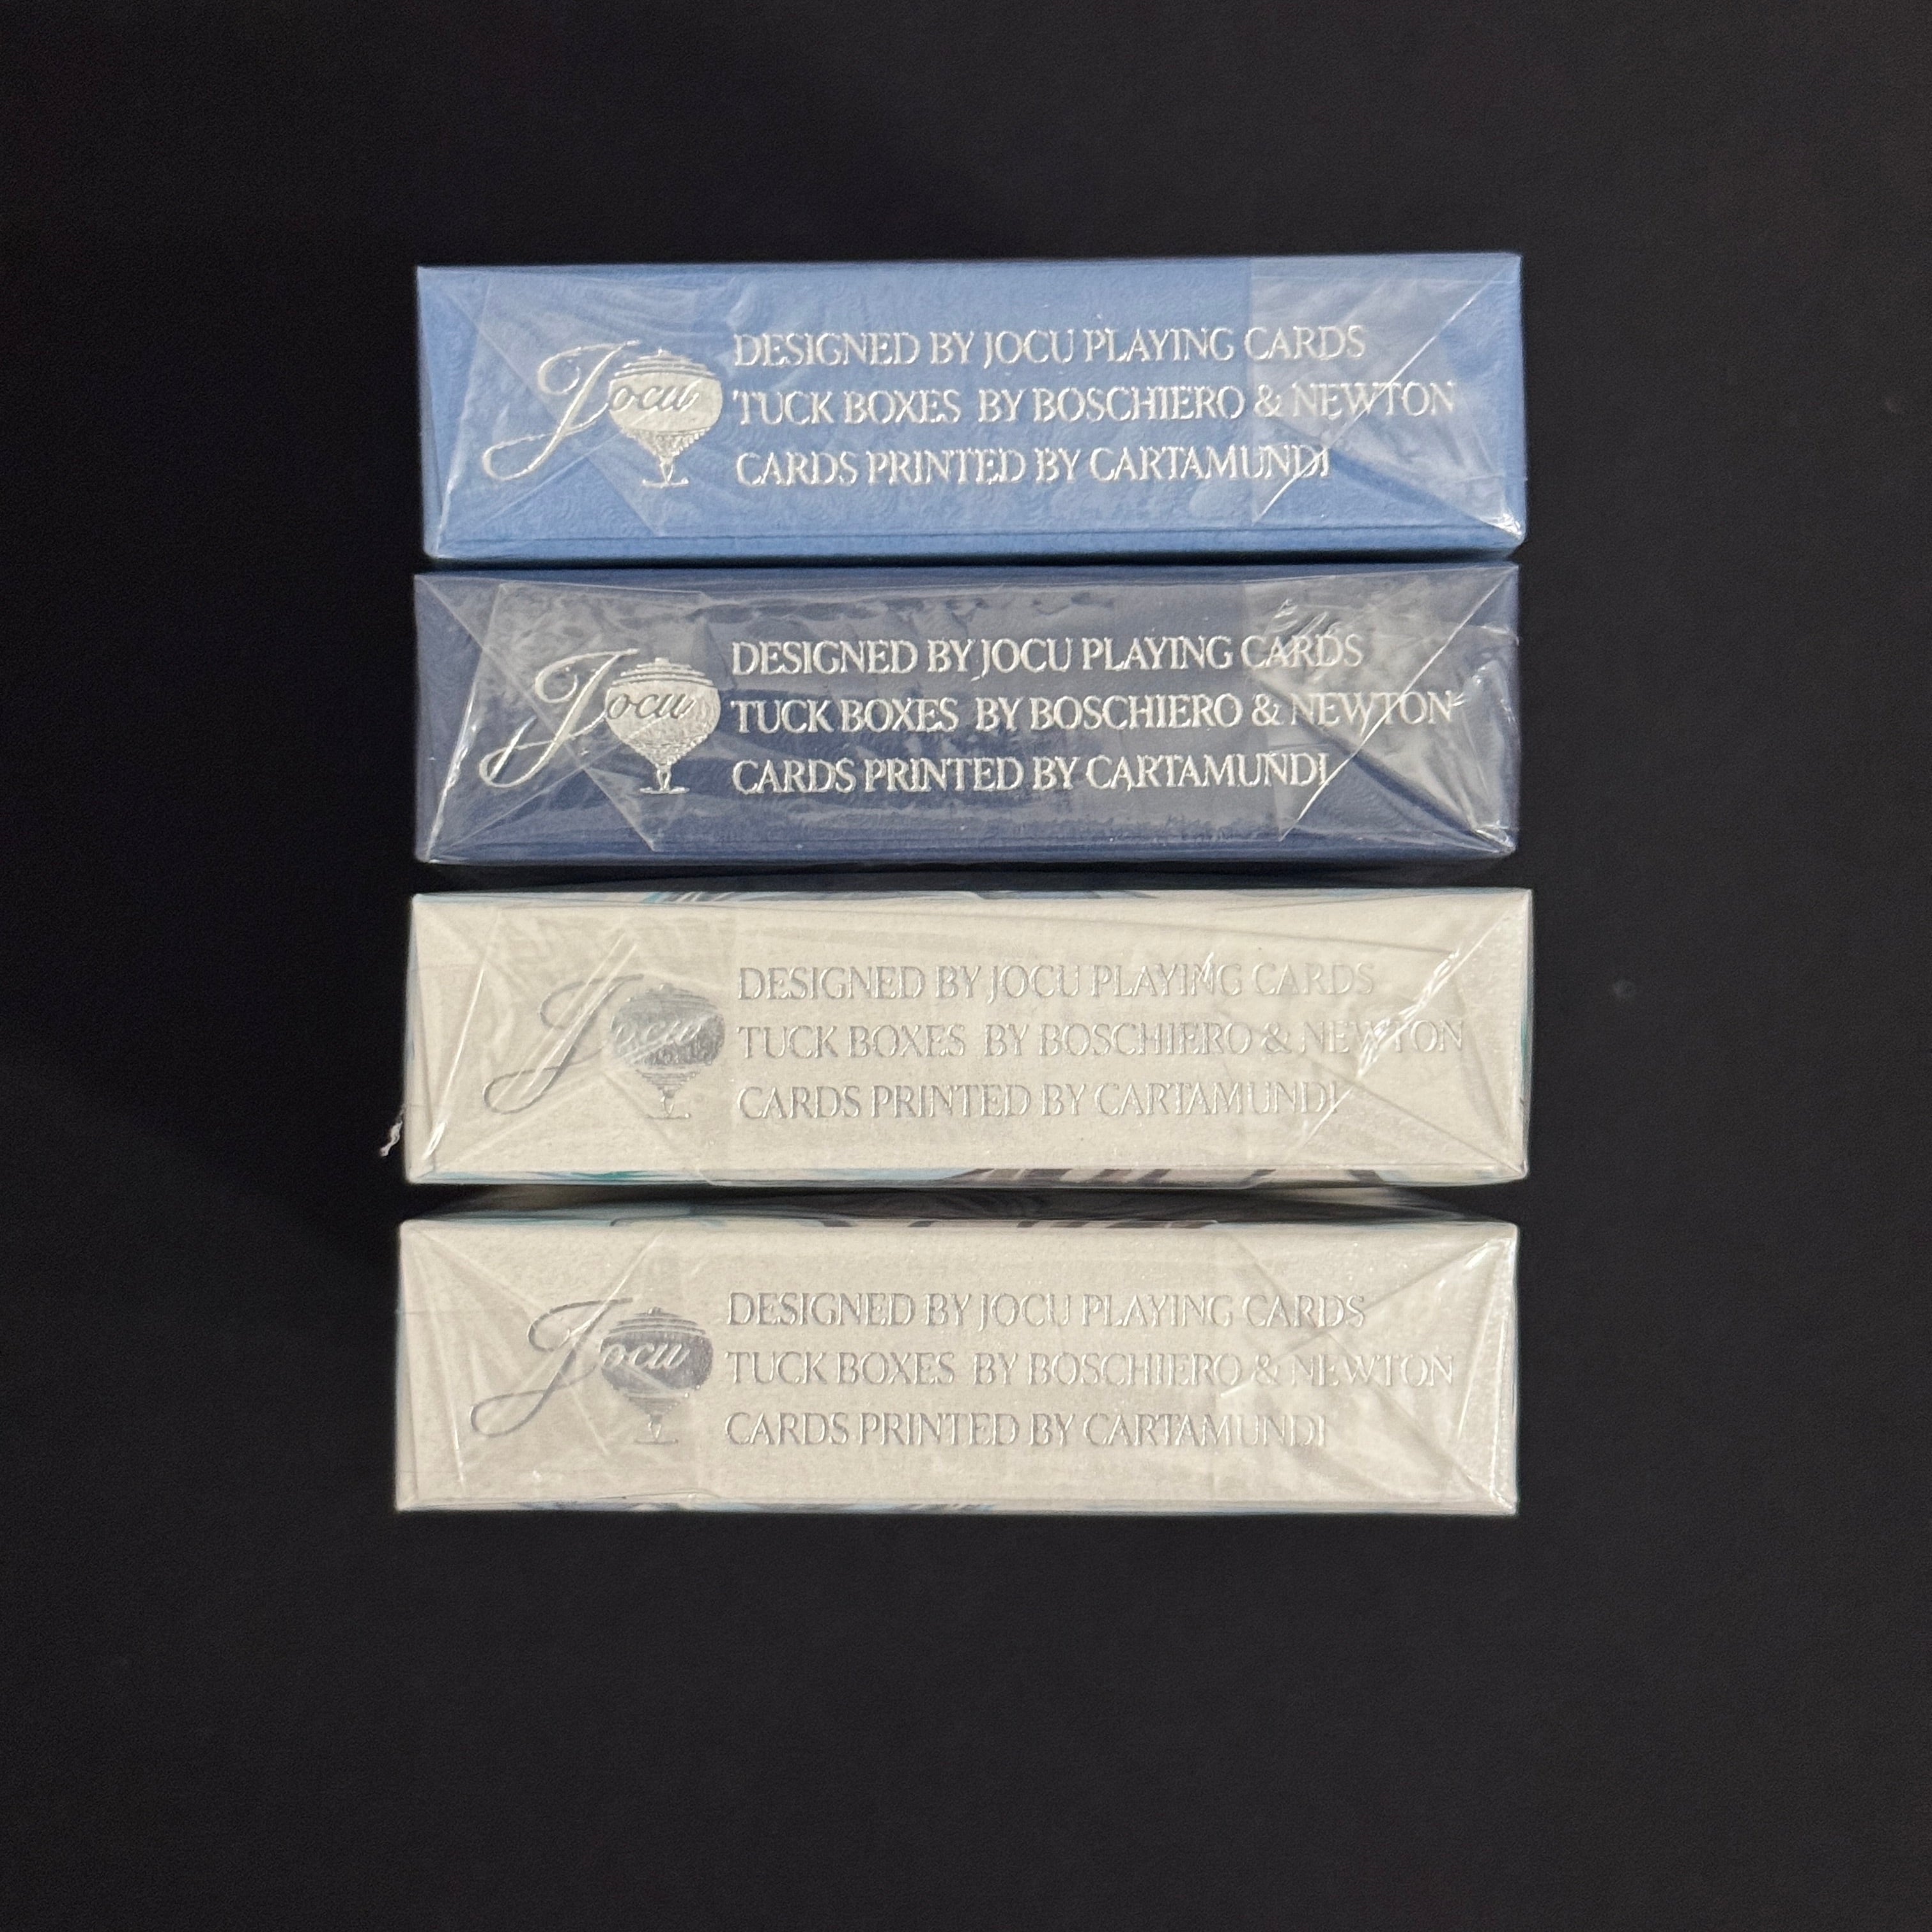 Jocu
DESIGNED BY JOCU PLAYING CARDS
TUCK BOXES BY BOSCHIERO & NEWTON
CARDS PRINTED BY CARTAMUNDI
Jocu
DESIGNED BY JOCU PLAYING CARDS
TUCK BOXES BY BOSCHIERO & NEWTON
CARDS PRINTED BY CARTAMUNDI
Jocu
DESIGNED BY JOCU PLAYING CARDS
TUCK BOXES BY BOSCHIERO & NEWTON
CARDS PRINTED BY CARTAMUNDI
Jocu
DESIGNED BY JOCU PLAYING CARDS
TUCK BOXES BY BOSCHIERO & NEWTON
CARDS PRINTED BY CARTAMUNDI